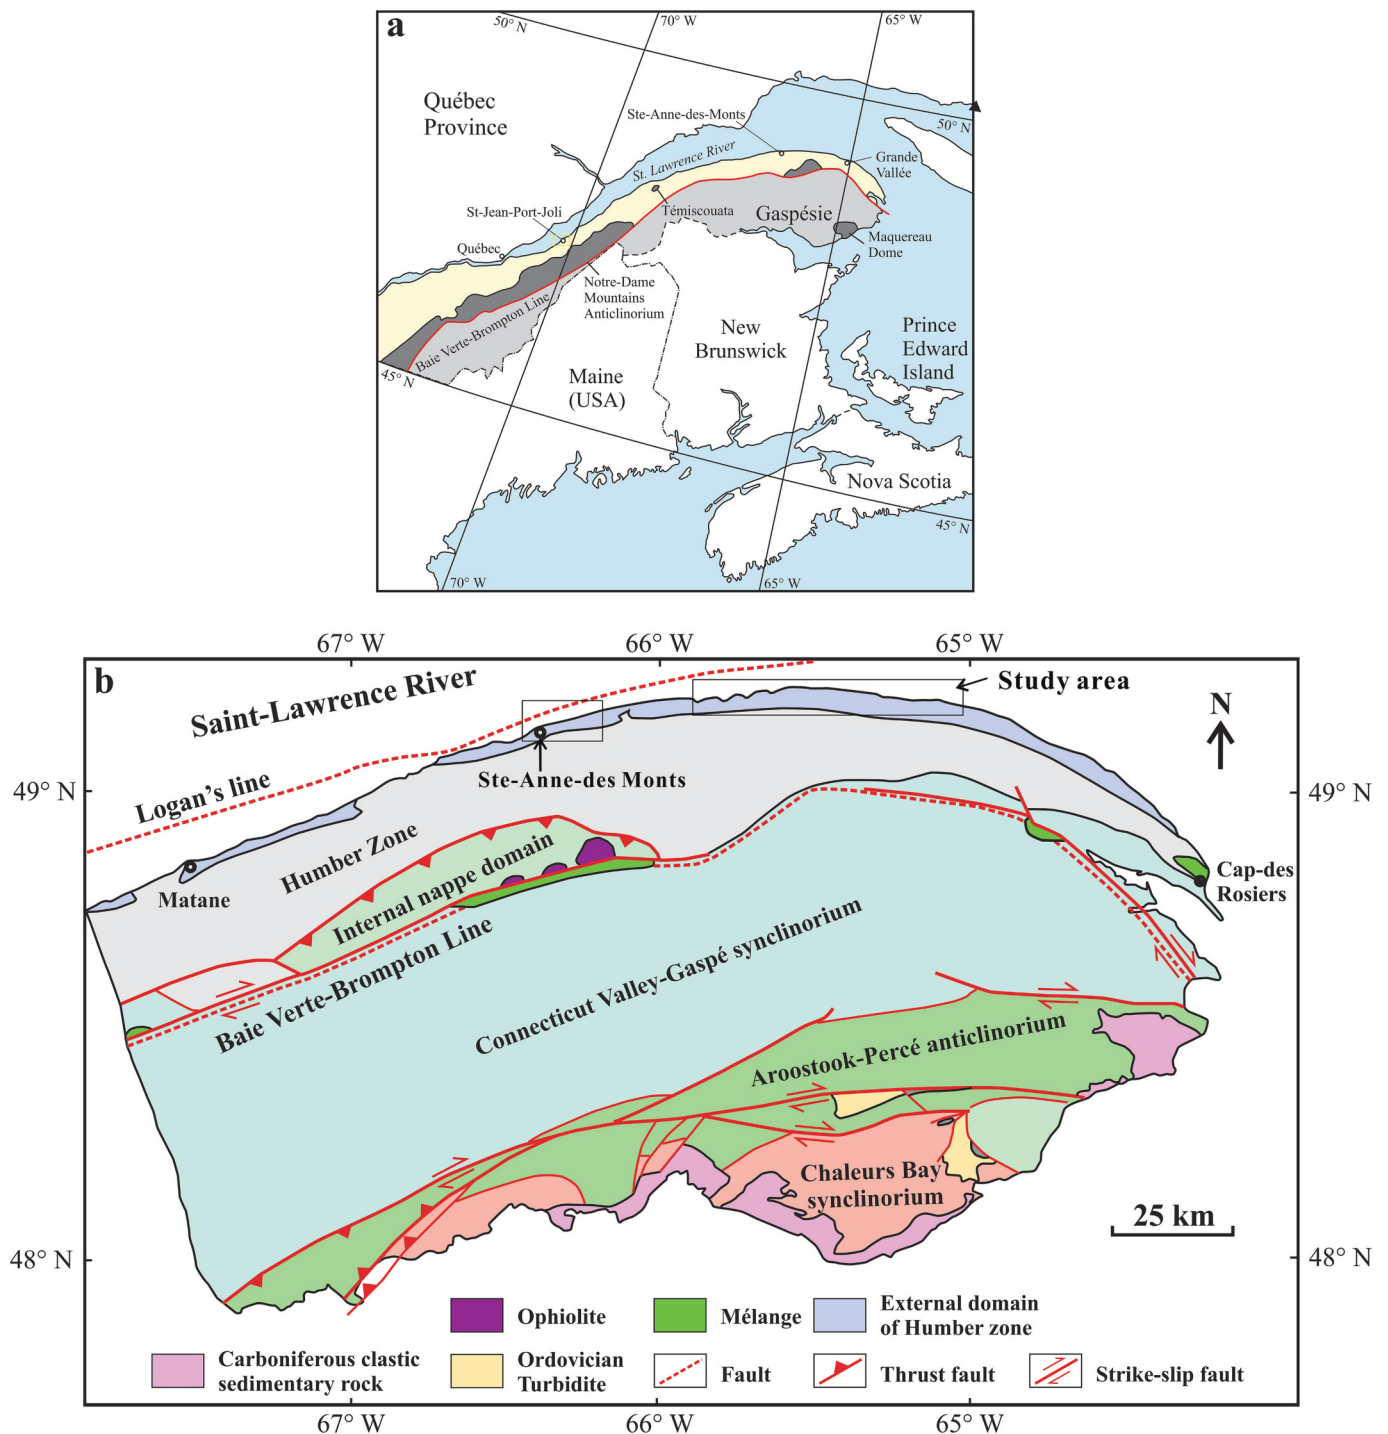 a
50° N
70° W
65° W
Québec
Province
50° N
Ste-Anne-des-Monts
St. Lawrence River
Grande
Vallée
St-Jean-Port-Joli
Témiscouata
Gaspésie
Québec
Maquereau
Dome
Notre-Dame
Mountains
Anticlinorium
Baie Verte-Brompton Line
New
Brunswick
Prince
Edward
Island
45° N
Maine
(USA)
Nova Scotia
45° N
70° W
65° W
67° W
66° W
65° W
b
Saint-Lawrence River
Study area
N
Ste-Anne-des Monts
49° N
49° N
Logan's line
Humber Zone
Internal nappe domain
Matane
Cap-des
Rosiers
Baie Verte-Brompton Line
Connecticut Valley-Gaspé synclinorium
Aroostook-Percé anticlinorium
Chaleurs Bay
synclinorium
25 km
48° N
48° N
Ophiolite
Mélange
External domain
of Humber zone
Carboniferous clastic
sedimentary rock
Ordovician
Turbidite
Fault
Thrust fault
Strike-slip fault
67° W
66° W
65° W